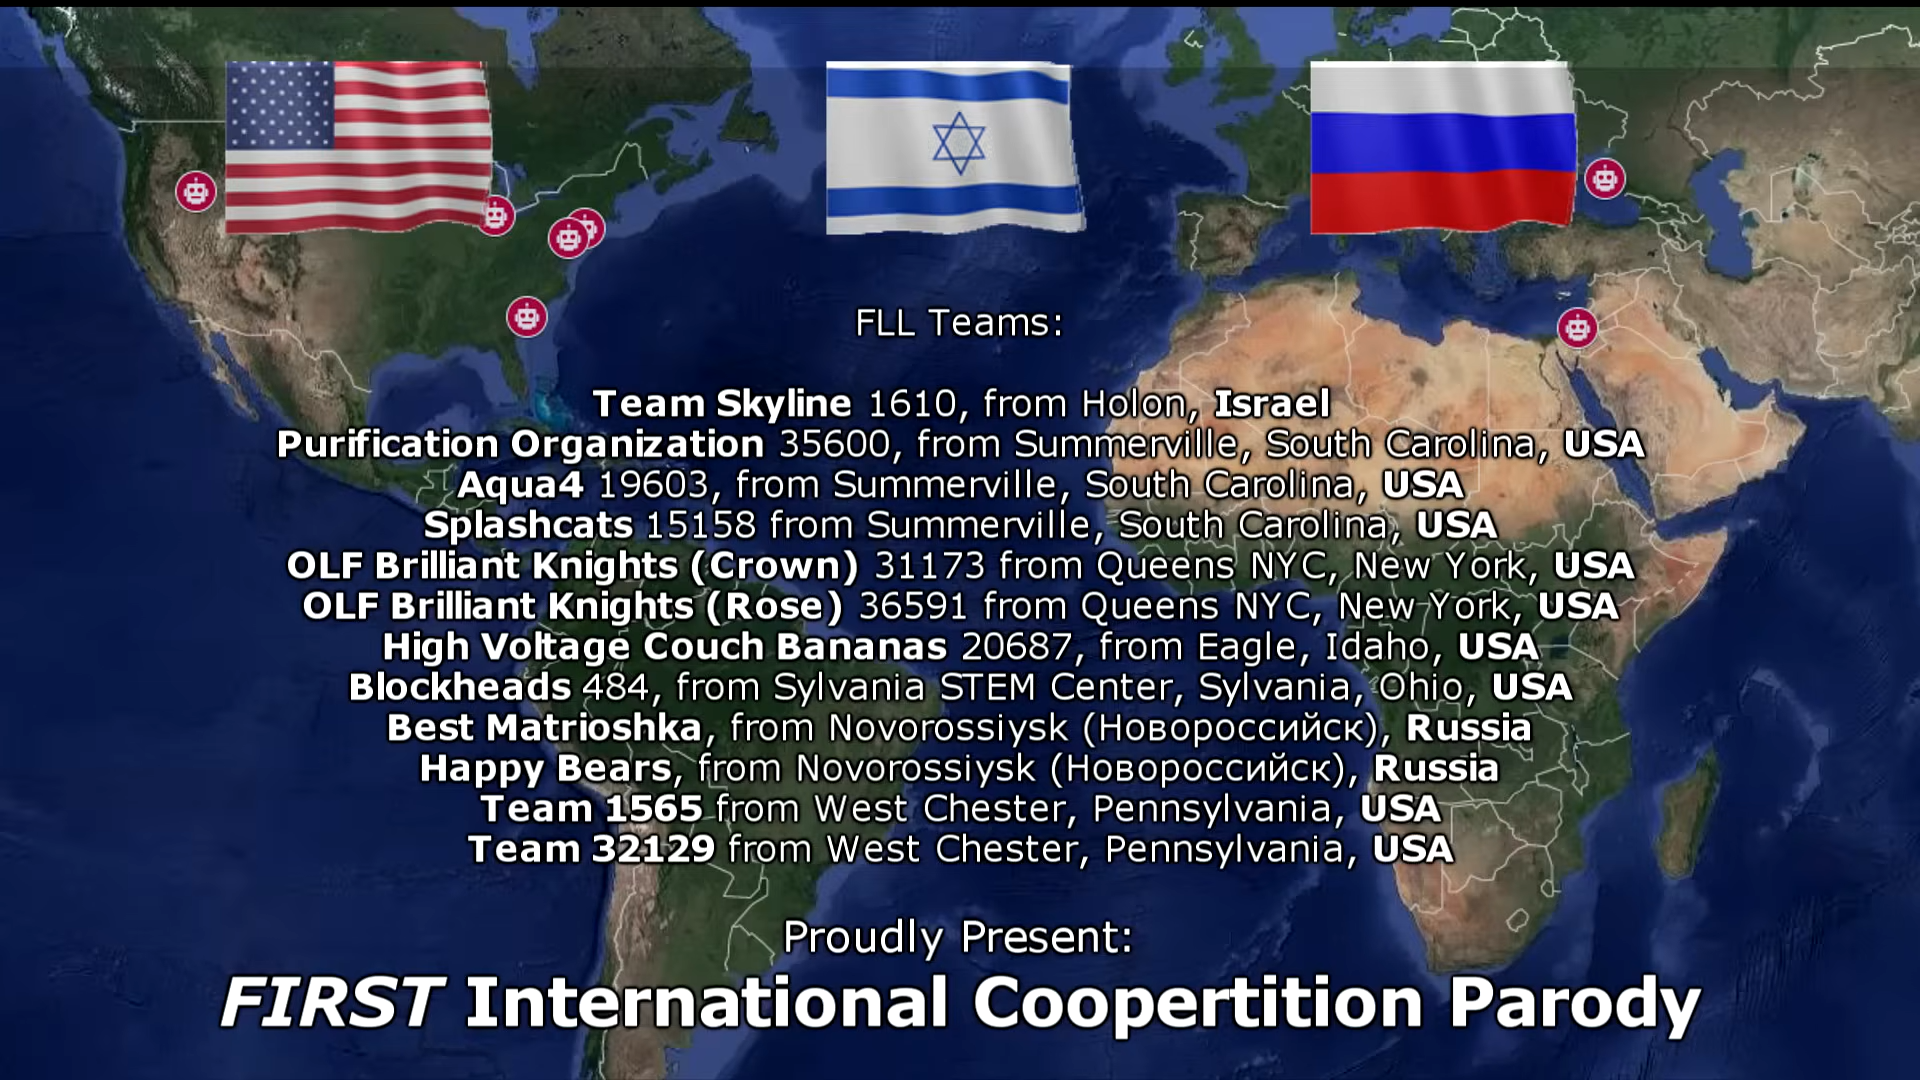 FLL Teams:
Team Skyline 1610, from Holon, Israel
Purification Organization 35600, from Summerville, South Carolina, USA
Aqua4 19603, from Summerville, South Carolina, USA
Splashcats 15158 from Summerville, South Carolina, USA
OLF Brilliant Knights (Crown) 31173 from Queens NYC, New York, USA
OLF Brilliant Knights (Rose) 36591 from Queens NYC, New York, USA
High Voltage Couch Bananas 20687, from Eagle, Idaho, USA
Blockheads 484, from Sylvania STEM Center, Sylvania, Ohio, USA
Best Matrioshka, from Novorossiysk (Новороссийск), Russia
Happy Bears, from Novorossiysk (Новороссийск), Russia
Team 1565 from West Chester, Pennsylvania, USA
Team 32129 from West Chester, Pennsylvania, USA
Proudly Present:
FIRST International Coopertition Parody